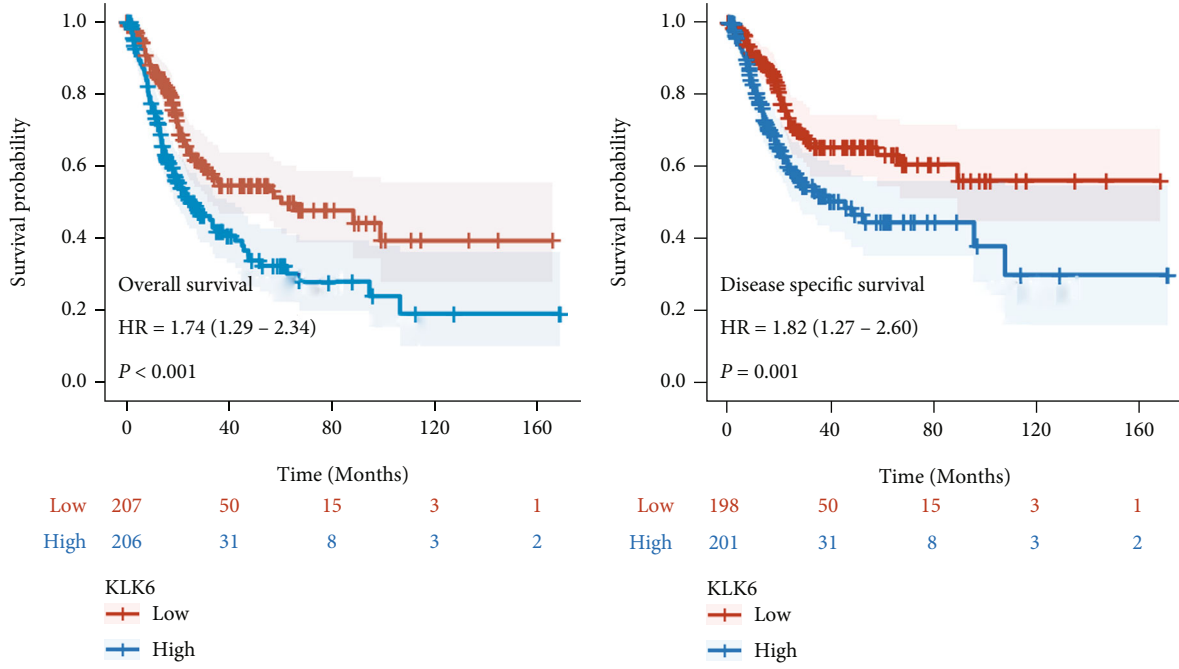 Survival probability
1.0
0.8
0.6
0.4
0.2
0.0
Overall survival
HR = 1.74 (1.29 – 2.34)
P < 0.001
0 40 80 120 160
Time (Months)
Low 207 50 15 3 1
High 206 31 8 3 2
KLK6
Low
High
Survival probability
1.0
0.8
0.6
0.4
0.2
0.0
Disease specific survival
HR = 1.82 (1.27 – 2.60)
P = 0.001
0 40 80 120 160
Time (Months)
Low 198 50 15 3 1
High 201 31 8 3 2
KLK6
Low
High